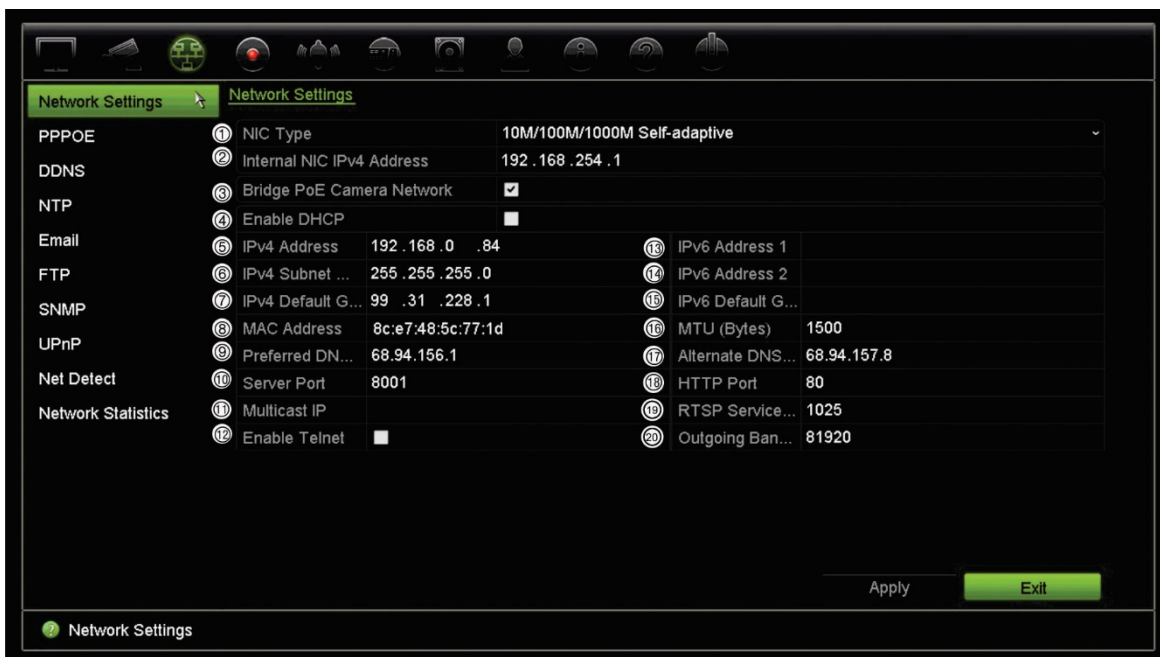 Network Settings
Network Settings
PPPOE
DDNS
NTP
Email
FTP
SNMP
UPnP
Net Detect
Network Statistics
① NIC Type 10M/100M/1000M Self-adaptive
② Internal NIC IPv4 Address 192.168.254.1
③ Bridge PoE Camera Network
④ Enable DHCP
⑤ IPv4 Address 192.168.0.84 ⑬ IPv6 Address 1
⑥ IPv4 Subnet ... 255.255.255.0 ⑭ IPv6 Address 2
⑦ IPv4 Default G... 99.31.228.1 ⑮ IPv6 Default G...
⑧ MAC Address 8c:e7:48:5c:77:1d ⑯ MTU (Bytes) 1500
⑨ Preferred DN... 68.94.156.1 ⑰ Alternate DNS... 68.94.157.8
⑩ Server Port 8001 ⑱ HTTP Port 80
⑪ Multicast IP ⑲ RTSP Service... 1025
⑫ Enable Telnet ⑳ Outgoing Ban... 81920
Apply Exit
? Network Settings